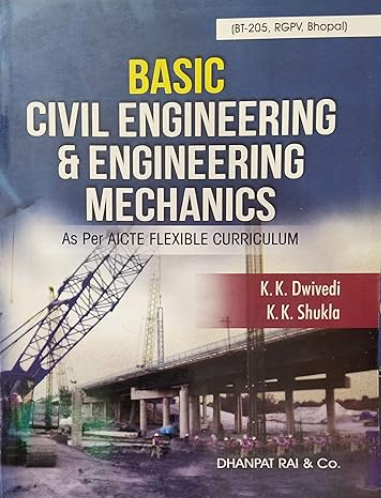 (BT-205, RGPV, Bhopal)
BASIC
CIVIL ENGINEERING
& ENGINEERING
MECHANICS
As Per AICTE FLEXIBLE CURRICULUM
K. K. Dwivedi
K. K. Shukla
DHANPAT RAI & Co.